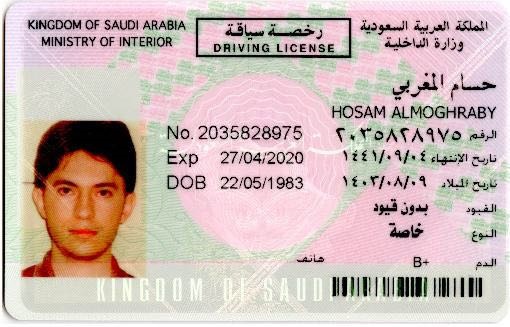 KINGDOM OF SAUDI ARABIA
MINISTRY OF INTERIOR
رخصة سياقة
DRIVING LICENSE
المملكة العربية السعودية
وزارة الداخلية
حسام المغربي
HOSAM ALMOGHRABY
No. 2035828975 الرقم ٢٠٣٥٨٢٨٩٧٥
Exp 27/04/2020 تاريخ الإنتهاء ١٤٤١/٠٩/٠٤
DOB 22/05/1983 تاريخ الميلاد ١٤٠٣/٠٨/٠٩
القيود بدون قيود
النوع خاصة
الدم B+ هاتف
KINGDOM OF SAUDI ARABIA